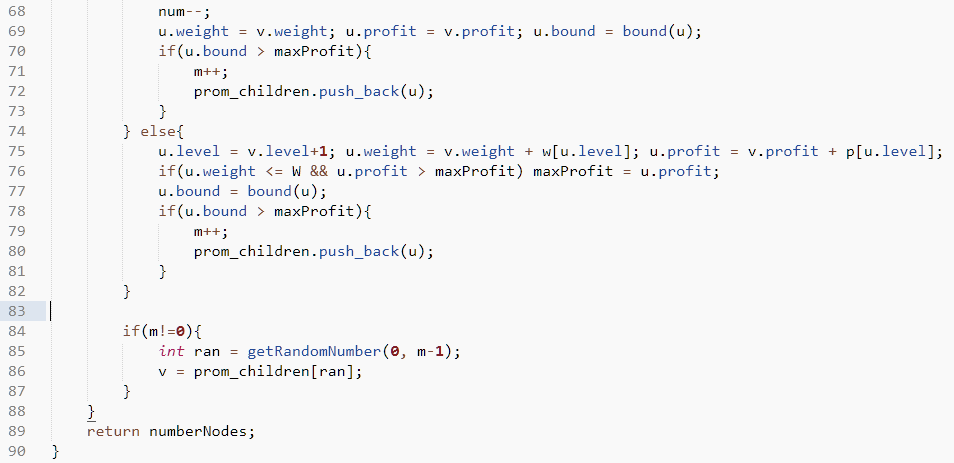 68 num--;
69 u.weight = v.weight; u.profit = v.profit; u.bound = bound(u);
70 if(u.bound > maxProfit){
71 m++;
72 prom_children.push_back(u);
73 }
74 } else{
75 u.level = v.level+1; u.weight = v.weight + w[u.level]; u.profit = v.profit + p[u.level];
76 if(u.weight <= W && u.profit > maxProfit) maxProfit = u.profit;
77 u.bound = bound(u);
78 if(u.bound > maxProfit){
79 m++;
80 prom_children.push_back(u);
81 }
82 }
83
84 if(m!=0){
85 int ran = getRandomNumber(0, m-1);
86 v = prom_children[ran];
87 }
88 }
89 return numberNodes;
90 }